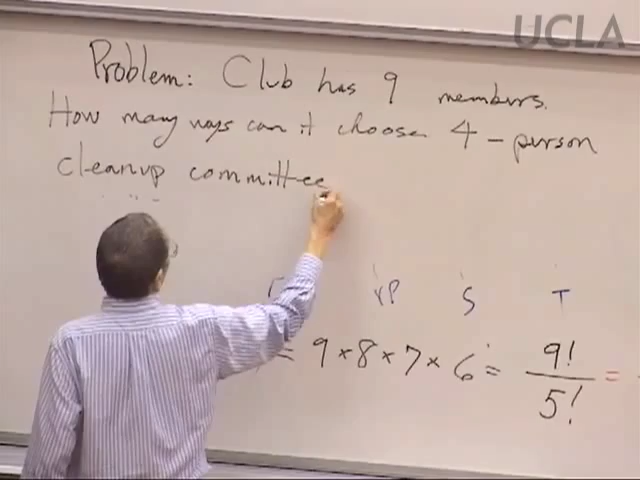 UCLA
Problem: Club has 9 members.
How many ways can it choose 4-person
cleanup committee
VP S T
= 9 × 8 × 7 × 6 = 9!/5! =